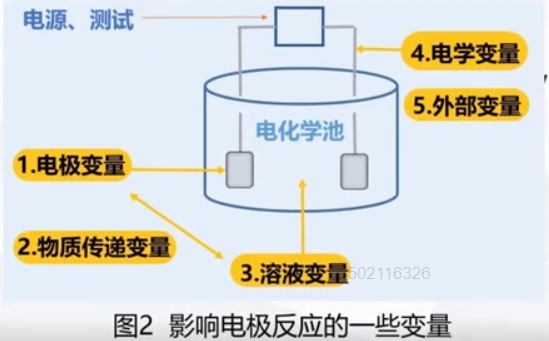 电源、测试
4.电学变量
5.外部变量
电化学池
1.电极变量
2.物质传递变量
3.溶液变量
502116326
图2 影响电极反应的一些变量